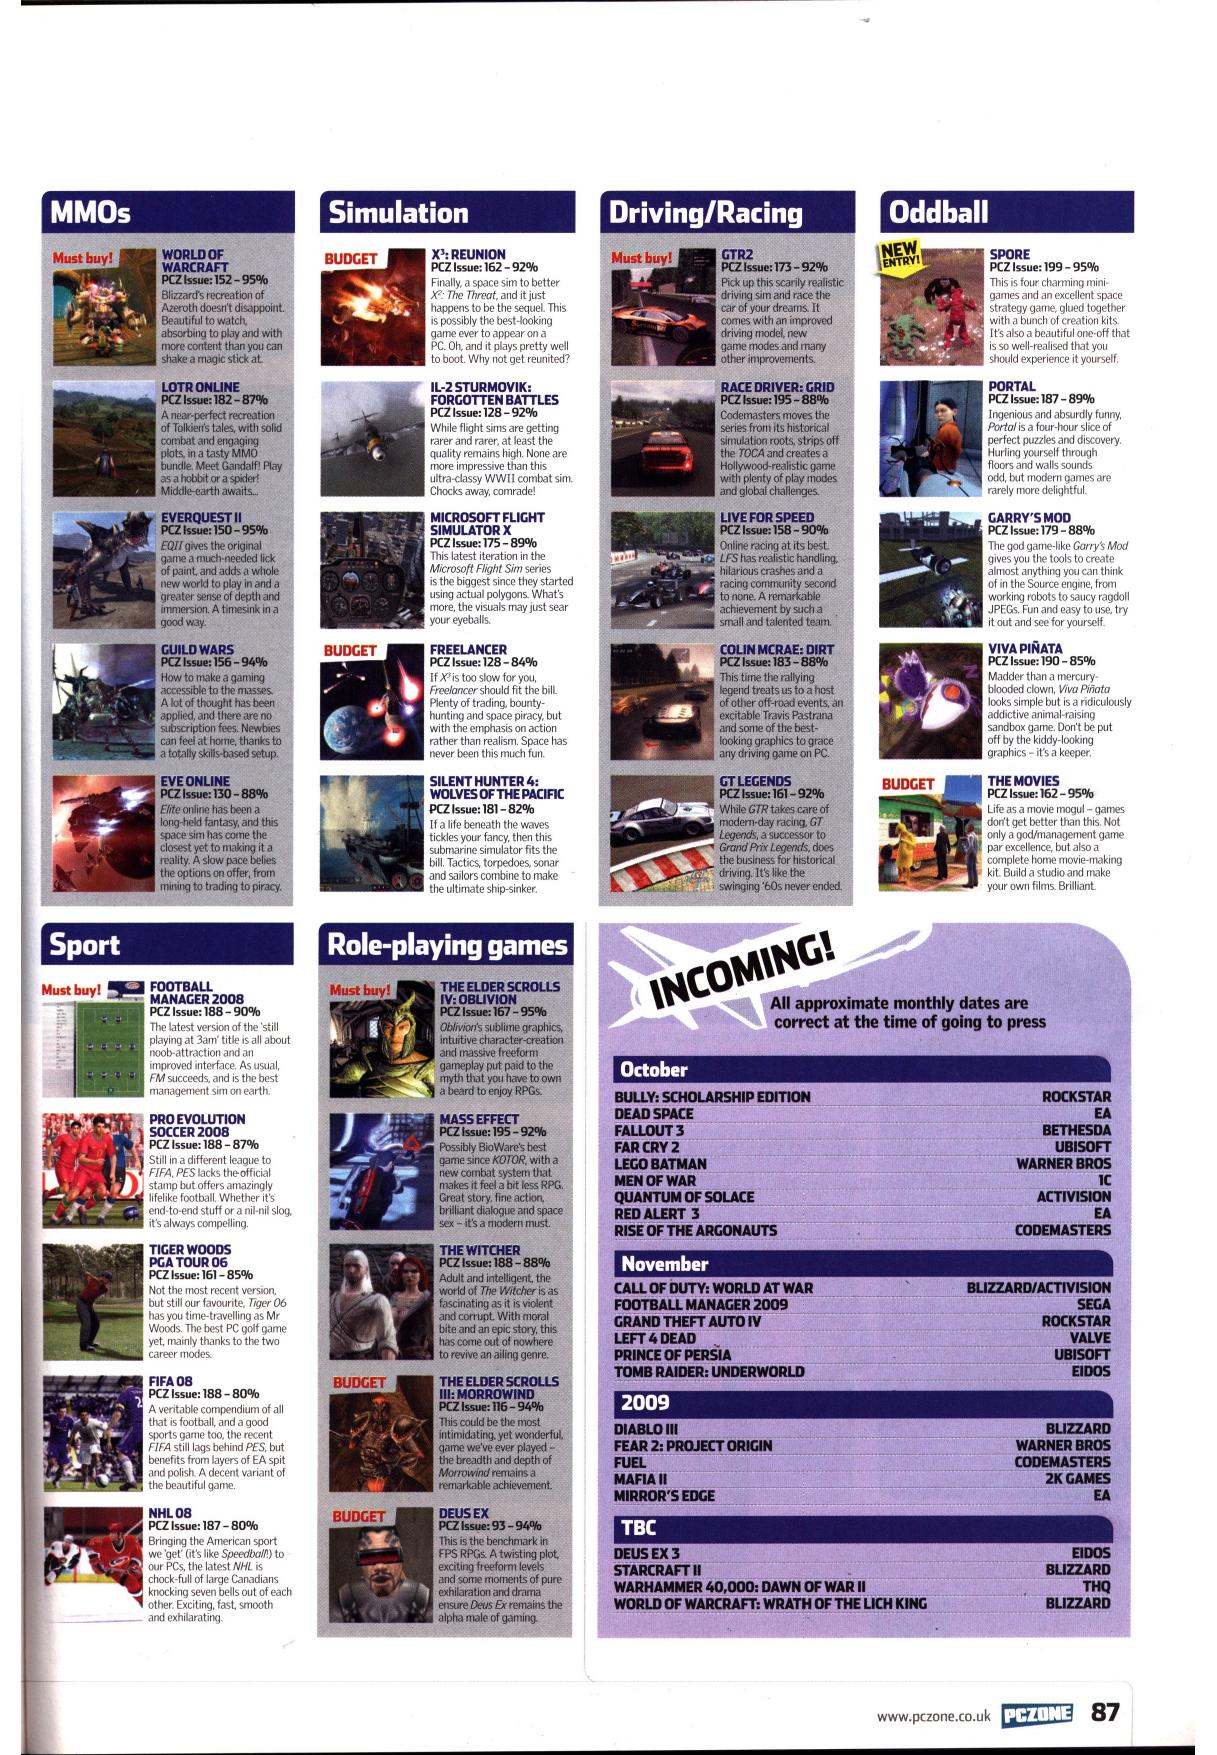 MMOs
Must buy!
WORLD OF
WARCRAFT
PCZ Issue: 152 – 95%
Blizzard's recreation of
Azeroth doesn't disappoint.
Beautiful to watch,
absorbing to play and with
more content than you can
shake a magic stick at.
LOTR ONLINE
PCZ Issue: 182 – 87%
A near-perfect recreation
of Tolkien's tales, with solid
combat and engaging
plots, in a tasty MMO
bundle. Meet Gandalf! Play
as a hobbit or a spider!
Middle-earth awaits...
EVERQUEST II
PCZ Issue: 150 – 95%
EQII gives the original
game a much-needed lick
of paint, and adds a whole
new world to play in and a
greater sense of depth and
immersion. A timesink in a
good way.
GUILD WARS
PCZ Issue: 156 – 94%
How to make a gaming
accessible to the masses.
A lot of thought has been
applied, and there are no
subscription fees. Newbies
can feel at home, thanks to
a totally skills-based setup.
EVE ONLINE
PCZ Issue: 130 – 88%
Elite online has been a
long-held fantasy, and this
space sim has come the
closest yet to making it a
reality. A slow pace belies
the options on offer, from
mining to trading to piracy.
Simulation
BUDGET
X³: REUNION
PCZ Issue: 162 – 92%
Finally, a space sim to better
X²: The Threat, and it just
happens to be the sequel. This
is possibly the best-looking
game ever to appear on a
PC. Oh, and it plays pretty well
to boot. Why not get reunited?
IL-2 STURMOVIK:
FORGOTTEN BATTLES
PCZ Issue: 128 – 92%
While flight sims are getting
rarer and rarer, at least the
quality remains high. None are
more impressive than this
ultra-classy WWII combat sim.
Chocks away, comrade!
MICROSOFT FLIGHT
SIMULATOR X
PCZ Issue: 175 – 89%
This latest iteration in the
Microsoft Flight Sim series
is the biggest since they started
using actual polygons. What's
more, the visuals may just sear
your eyeballs.
BUDGET
FREELANCER
PCZ Issue: 128 – 84%
If X³ is too slow for you,
Freelancer should fit the bill.
Plenty of trading, bounty-
hunting and space piracy, but
with the emphasis on action
rather than realism. Space has
never been this much fun.
SILENT HUNTER 4:
WOLVES OF THE PACIFIC
PCZ Issue: 181 – 82%
If a life beneath the waves
tickles your fancy, then this
submarine simulator fits the
bill. Tactics, torpedoes, sonar
and sailors combine to make
the ultimate ship-sinker.
Driving/Racing
Must buy!
GTR2
PCZ Issue: 173 – 92%
Pick up this scarily realistic
driving sim and race the
car of your dreams. It
comes with an improved
driving model, new
game modes and many
other improvements.
RACE DRIVER: GRID
PCZ Issue: 195 – 88%
Codemasters moves the
series from its historical
simulation roots, strips off
the TOCA and creates a
Hollywood-realistic game
with plenty of play modes
and global challenges.
LIVE FOR SPEED
PCZ Issue: 158 – 90%
Online racing at its best.
LFS has realistic handling,
hilarious crashes and a
racing community second
to none. A remarkable
achievement by such a
small and talented team.
COLIN MCRAE: DIRT
PCZ Issue: 183 – 88%
This time the rallying
legend treats us to a host
of other off-road events, an
excitable Travis Pastrana
and some of the best-
looking graphics to grace
any driving game on PC.
GT LEGENDS
PCZ Issue: 161 – 92%
While GTR takes care of
modern-day racing, GT
Legends, a successor to
Grand Prix Legends, does
the business for historical
driving. It's like the
swinging '60s never ended.
Oddball
NEW
ENTRY!
SPORE
PCZ Issue: 199 – 95%
This is four charming mini-
games and an excellent space
strategy game, glued together
with a bunch of creation kits.
It's also a beautiful one-off that
is so well-realised that you
should experience it yourself.
PORTAL
PCZ Issue: 187 – 89%
Ingenious and absurdly funny,
Portal is a four-hour slice of
perfect puzzles and discovery.
Hurling yourself through
floors and walls sounds
odd, but modern games are
rarely more delightful.
GARRY'S MOD
PCZ Issue: 179 – 88%
The god game-like Garry's Mod
gives you the tools to create
almost anything you can think
of in the Source engine, from
working robots to saucy ragdoll
JPEGs. Fun and easy to use, try
it out and see for yourself.
VIVA PIÑATA
PCZ Issue: 190 – 85%
Madder than a mercury-
blooded clown, Viva Piñata
looks simple but is a ridiculously
addictive animal-raising
sandbox game. Don't be put
off by the kiddy-looking
graphics – it's a keeper.
BUDGET
THE MOVIES
PCZ Issue: 162 – 95%
Life as a movie mogul – games
don't get better than this. Not
only a god/management game
par excellence, but also a
complete home movie-making
kit. Build a studio and make
your own films. Brilliant.
Sport
Must buy!
FOOTBALL
MANAGER 2008
PCZ Issue: 188 – 90%
The latest version of the 'still
playing at 3am' title is all about
noob-attraction and an
improved interface. As usual,
FM succeeds, and is the best
management sim on earth.
PRO EVOLUTION
SOCCER 2008
PCZ Issue: 188 – 87%
Still in a different league to
FIFA, PES lacks the official
stamp but offers amazingly
lifelike football. Whether it's
end-to-end stuff or a nil-nil slog,
it's always compelling.
TIGER WOODS
PGA TOUR 06
PCZ Issue: 161 – 85%
Not the most recent version,
but still our favourite, Tiger 06
has you time-travelling as Mr
Woods. The best PC golf game
yet, mainly thanks to the two
career modes.
FIFA 08
PCZ Issue: 188 – 80%
A veritable compendium of all
that is football, and a good
sports game too, the recent
FIFA still lags behind PES, but
benefits from layers of EA spit
and polish. A decent variant of
the beautiful game.
NHL 08
PCZ Issue: 187 – 80%
Bringing the American sport
we 'get' (it's like Speedball!) to
our PCs, the latest NHL is
chock-full of large Canadians
knocking seven bells out of each
other. Exciting, fast, smooth
and exhilarating.
Role-playing games
Must buy!
THE ELDER SCROLLS
IV: OBLIVION
PCZ Issue: 167 – 95%
Oblivion's sublime graphics,
intuitive character-creation
and massive freeform
gameplay put paid to the
myth that you have to own
a beard to enjoy RPGs.
MASS EFFECT
PCZ Issue: 195 – 92%
Possibly BioWare's best
game since KOTOR, with a
new combat system that
makes it feel a bit less RPG.
Great story, fine action,
brilliant dialogue and space
sex – it's a modern must.
THE WITCHER
PCZ Issue: 188 – 88%
Adult and intelligent, the
world of The Witcher is as
fascinating as it is violent
and corrupt. With moral
bite and an epic story, this
has come out of nowhere
to revive an ailing genre.
BUDGET
THE ELDER SCROLLS
III: MORROWIND
PCZ Issue: 116 – 94%
This could be the most
intimidating, yet wonderful,
game we've ever played –
the breadth and depth of
Morrowind remains a
remarkable achievement.
BUDGET
DEUS EX
PCZ Issue: 93 – 94%
This is the benchmark in
FPS RPGs. A twisting plot,
exciting freeform levels
and some moments of pure
exhilaration and drama
ensure Deus Ex remains the
alpha male of gaming.
INCOMING!
All approximate monthly dates are
correct at the time of going to press
October
BULLY: SCHOLARSHIP EDITION ROCKSTAR
DEAD SPACE EA
FALLOUT 3 BETHESDA
FAR CRY 2 UBISOFT
LEGO BATMAN WARNER BROS
MEN OF WAR 1C
QUANTUM OF SOLACE ACTIVISION
RED ALERT 3 EA
RISE OF THE ARGONAUTS CODEMASTERS
November
CALL OF DUTY: WORLD AT WAR BLIZZARD/ACTIVISION
FOOTBALL MANAGER 2009 SEGA
GRAND THEFT AUTO IV ROCKSTAR
LEFT 4 DEAD VALVE
PRINCE OF PERSIA UBISOFT
TOMB RAIDER: UNDERWORLD EIDOS
2009
DIABLO III BLIZZARD
FEAR 2: PROJECT ORIGIN WARNER BROS
FUEL CODEMASTERS
MAFIA II 2K GAMES
MIRROR'S EDGE EA
TBC
DEUS EX 3 EIDOS
STARCRAFT II BLIZZARD
WARHAMMER 40,000: DAWN OF WAR II THQ
WORLD OF WARCRAFT: WRATH OF THE LICH KING BLIZZARD
www.pczone.co.uk PCZONE 87